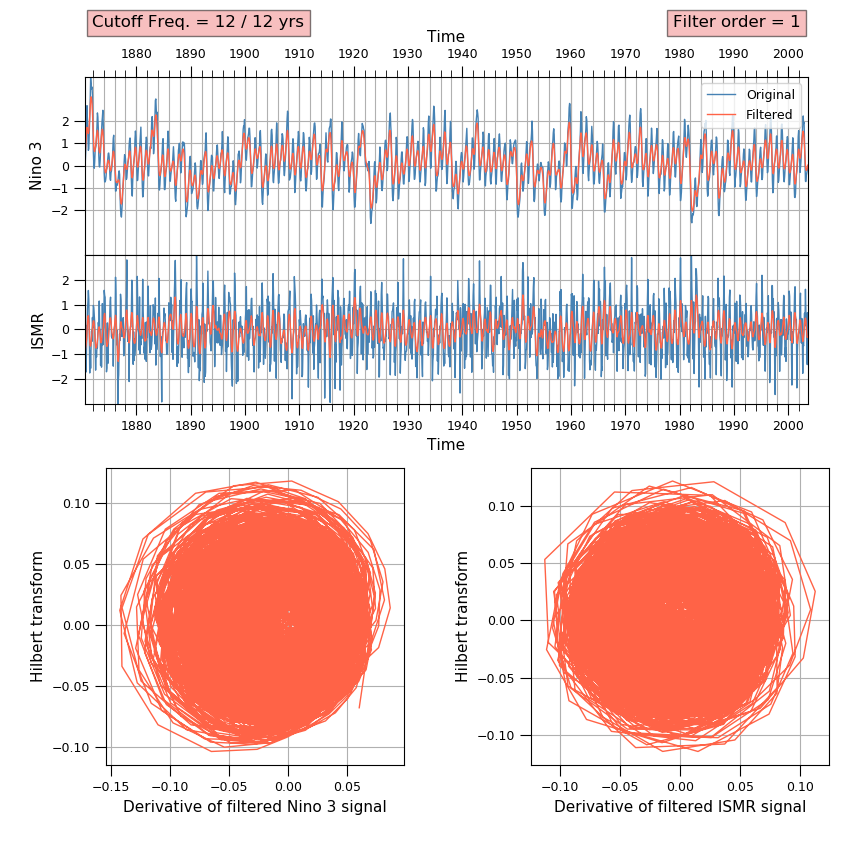 Cutoff Freq. = 12 / 12 yrs
Filter order = 1
Time
1880 1890 1900 1910 1920 1930 1940 1950 1960 1970 1980 1990 2000
Original
Filtered
Nino 3
2
1
0
−1
−2
ISMR
2
1
0
−1
−2
1880 1890 1900 1910 1920 1930 1940 1950 1960 1970 1980 1990 2000
Time
Hilbert transform
0.10
0.05
0.00
−0.05
−0.10
−0.15 −0.10 −0.05 0.00 0.05
Derivative of filtered Nino 3 signal
Hilbert transform
0.10
0.05
0.00
−0.05
−0.10
−0.10 −0.05 0.00 0.05 0.10
Derivative of filtered ISMR signal